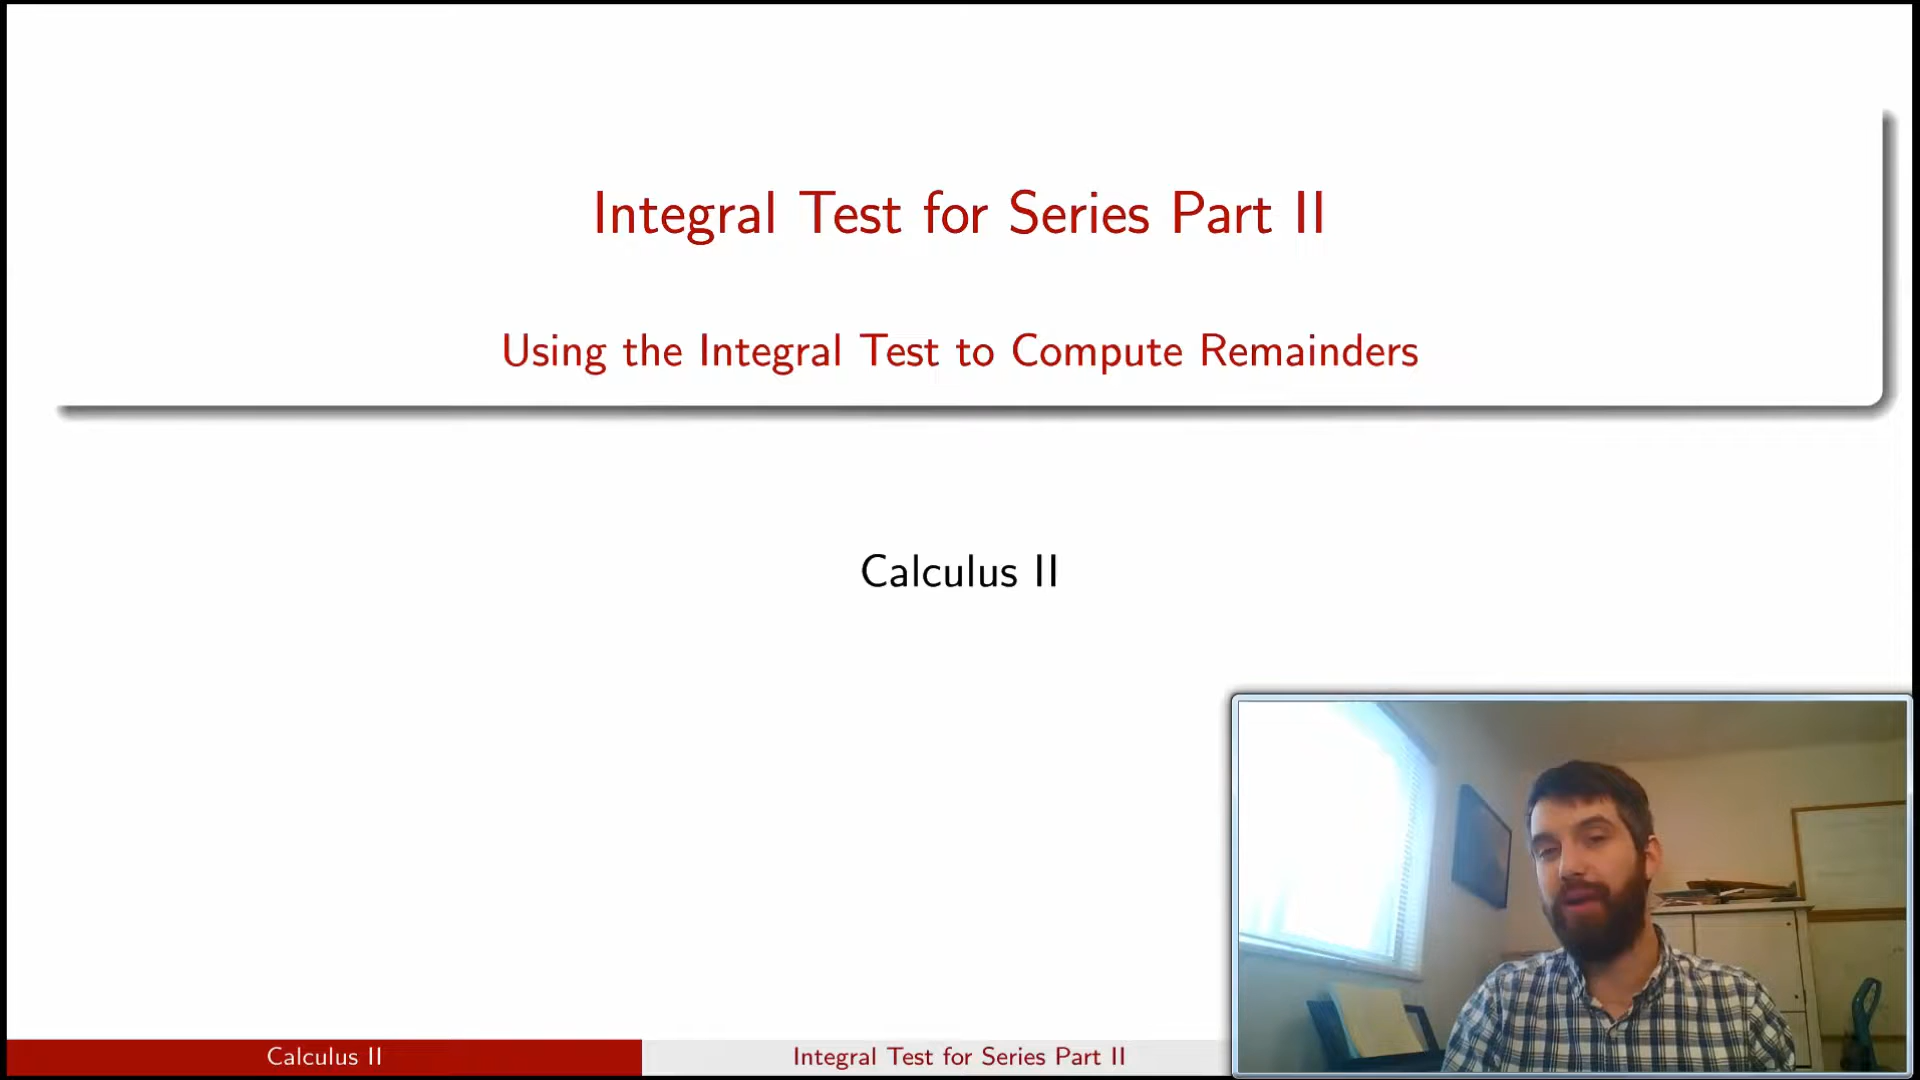 Integral Test for Series Part II
Using the Integral Test to Compute Remainders
Calculus II
Calculus II
Integral Test for Series Part II